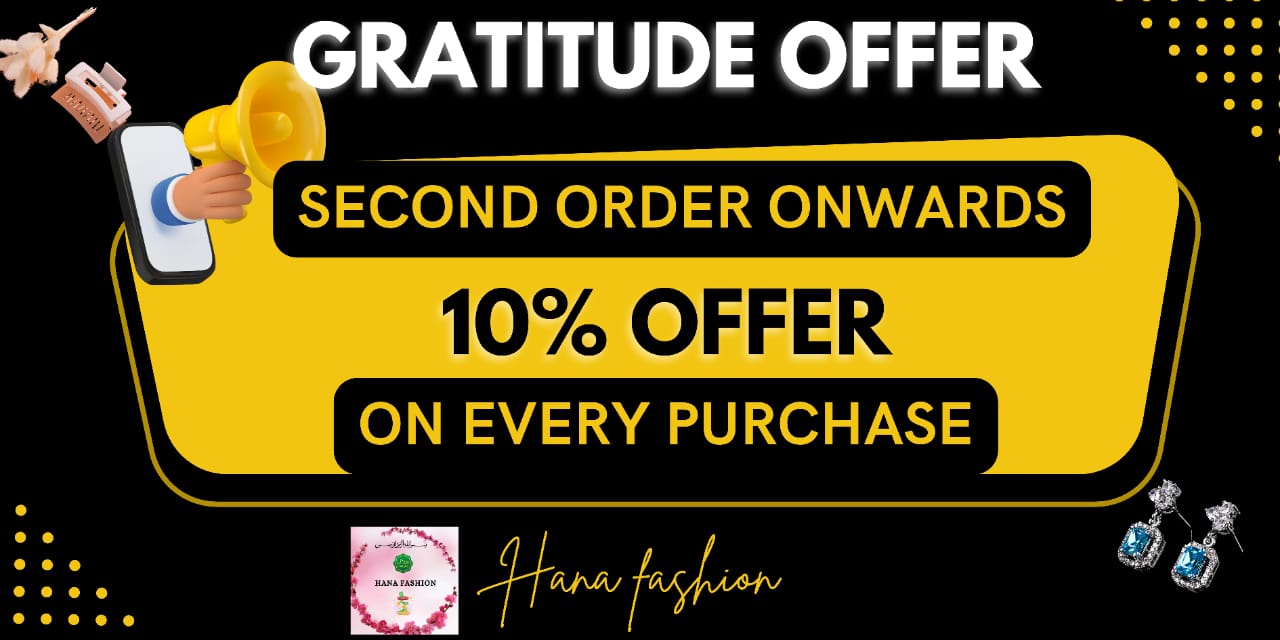 GRATITUDE OFFER
SECOND ORDER ONWARDS
10% OFFER
ON EVERY PURCHASE
HANA FASHION
Hana fashion